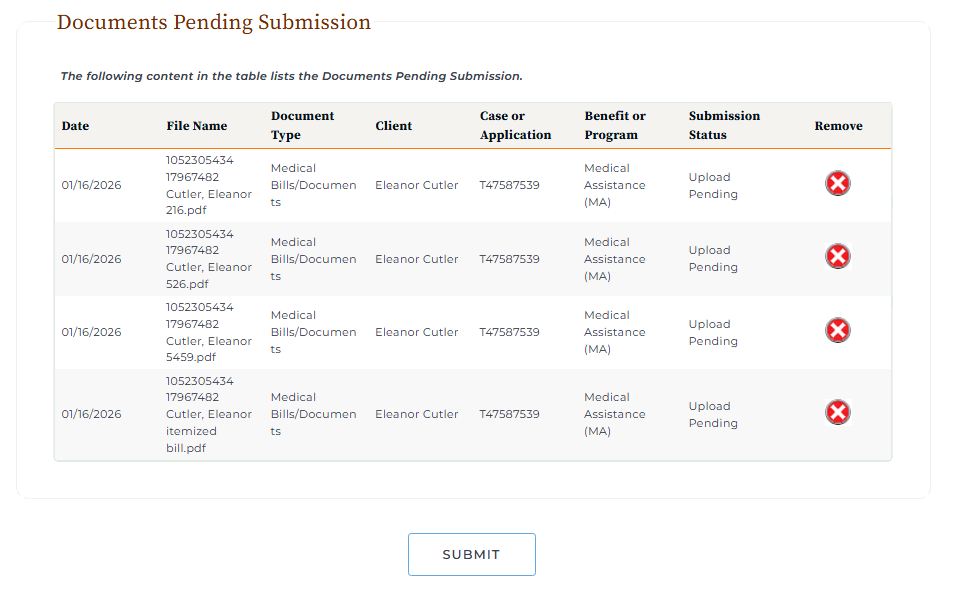 Documents Pending Submission
The following content in the table lists the Documents Pending Submission.
Date
File Name
Document
Type
Client
Case or
Application
Benefit or
Program
Submission
Status
Remove
01/16/2026
1052305434
17967482
Cutler, Eleanor
216.pdf
Medical
Bills/Documen
ts
Eleanor Cutler
T47587539
Medical
Assistance
(MA)
Upload
Pending
01/16/2026
1052305434
17967482
Cutler, Eleanor
526.pdf
Medical
Bills/Documen
ts
Eleanor Cutler
T47587539
Medical
Assistance
(MA)
Upload
Pending
01/16/2026
1052305434
17967482
Cutler, Eleanor
5459.pdf
Medical
Bills/Documen
ts
Eleanor Cutler
T47587539
Medical
Assistance
(MA)
Upload
Pending
01/16/2026
1052305434
17967482
Cutler, Eleanor
itemized
bill.pdf
Medical
Bills/Documen
ts
Eleanor Cutler
T47587539
Medical
Assistance
(MA)
Upload
Pending
SUBMIT